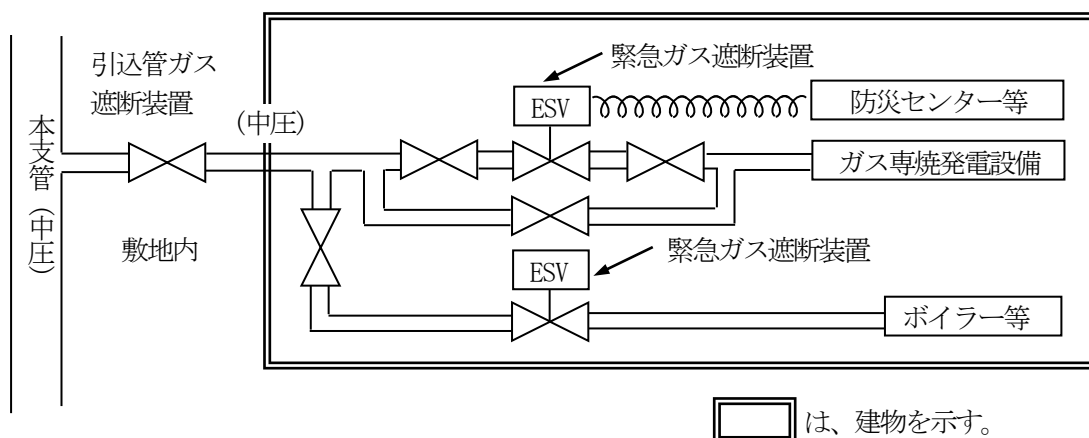 緊急ガス遮断装置
引込管ガス
遮断装置
ESV
防災センター等
(中圧)
本支管(中圧)
ガス専焼発電設備
敷地内
緊急ガス遮断装置
ESV
ボイラー等
は、建物を示す。